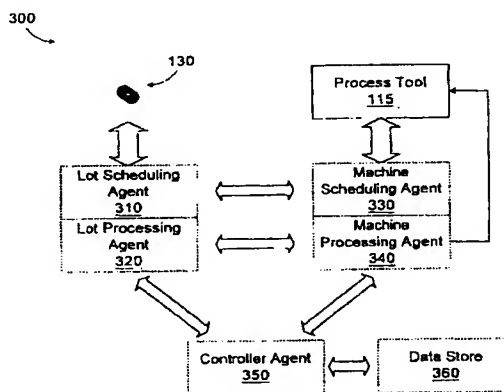 300
130
Process Tool
115
Lot Scheduling
Agent
310
Machine
Scheduling Agent
330
Lot Processing
Agent
320
Machine
Processing Agent
340
Controller Agent
350
Data Store
360